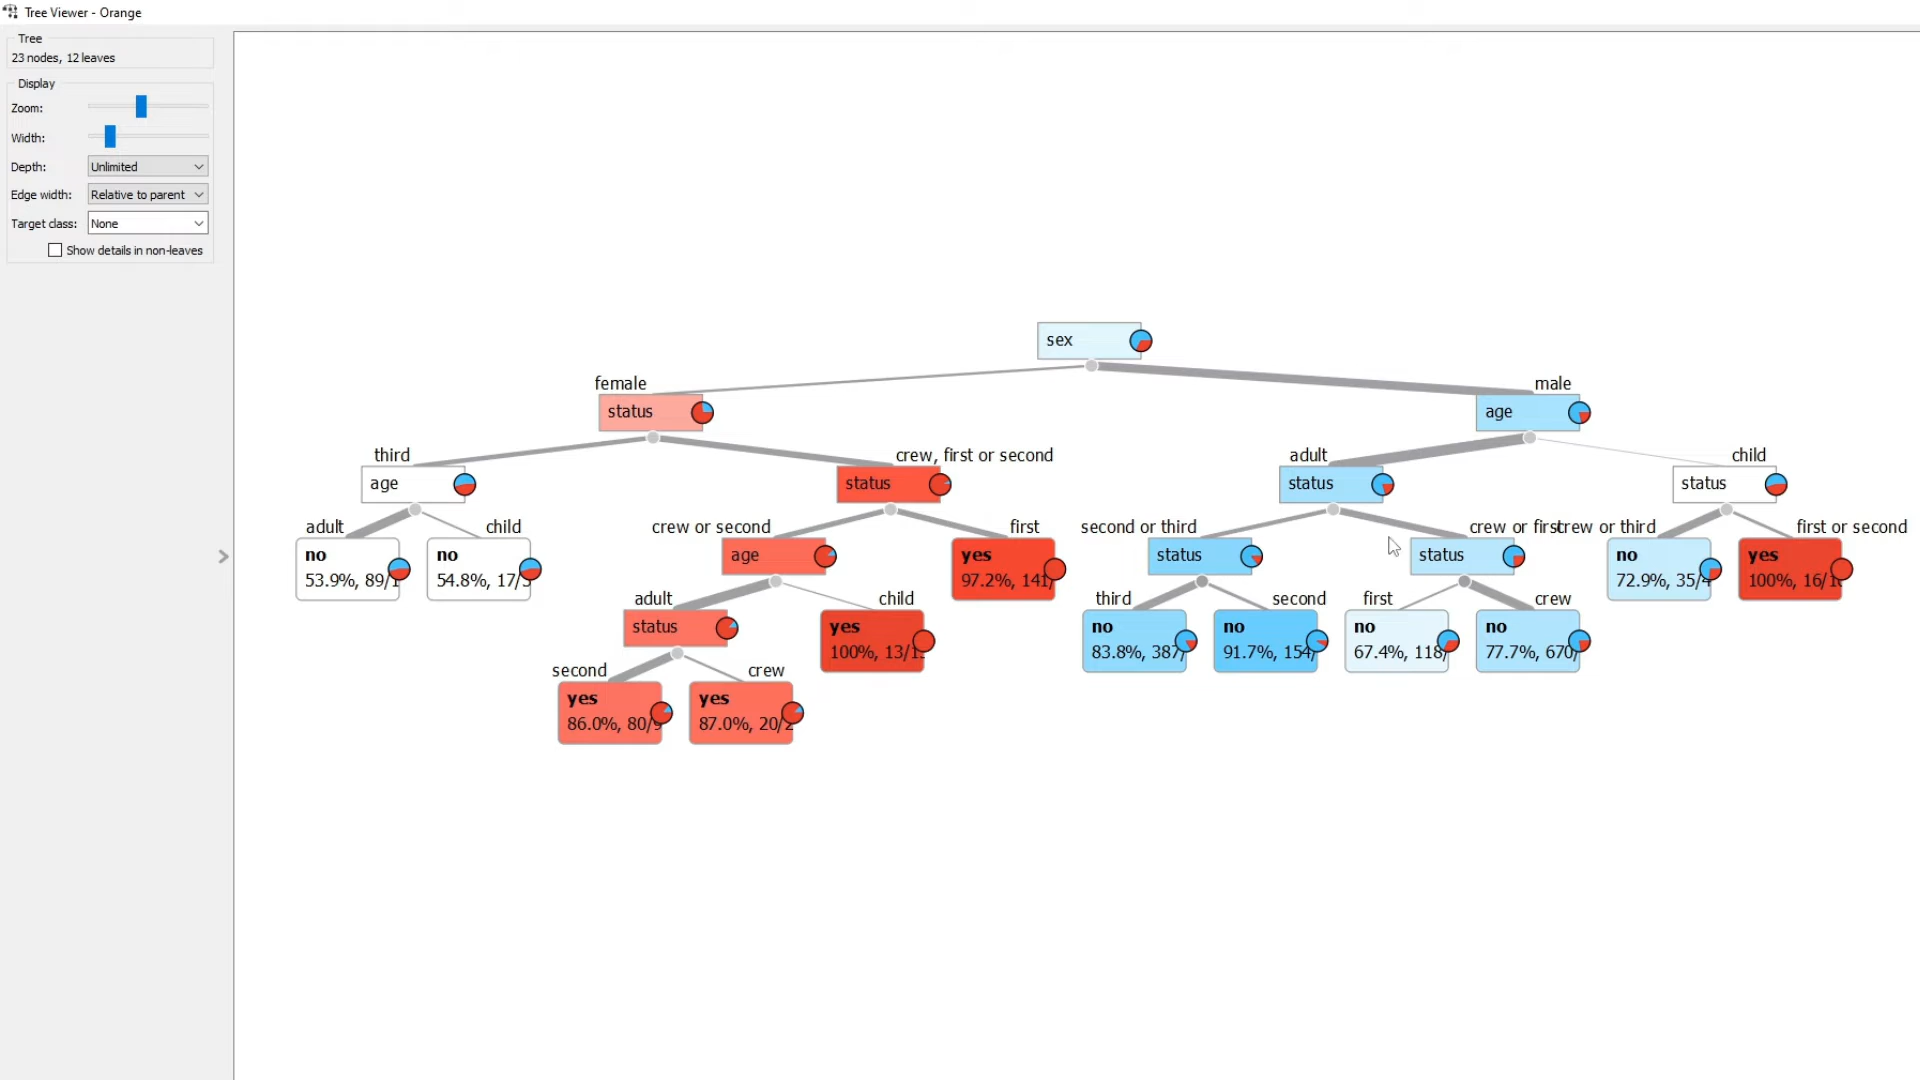 Tree Viewer - Orange
Tree
23 nodes, 12 leaves
Display
Zoom:
Width:
Depth: Unlimited
Edge width: Relative to parent
Target class: None
Show details in non-leaves
sex
female
male
status
age
third
crew, first or second
adult
child
age
status
status
status
adult
child
crew or second
first
second or third
crew or first
crew or third
first or second
no
53.9%, 89/
no
54.8%, 17/
age
yes
97.2%, 141/
status
status
no
72.9%, 35/4
yes
100%, 16/1
adult
child
third
second
first
crew
status
yes
100%, 13/1
no
83.8%, 387/
no
91.7%, 154/
no
67.4%, 118/
no
77.7%, 670/
second
crew
yes
86.0%, 80/9
yes
87.0%, 20/2